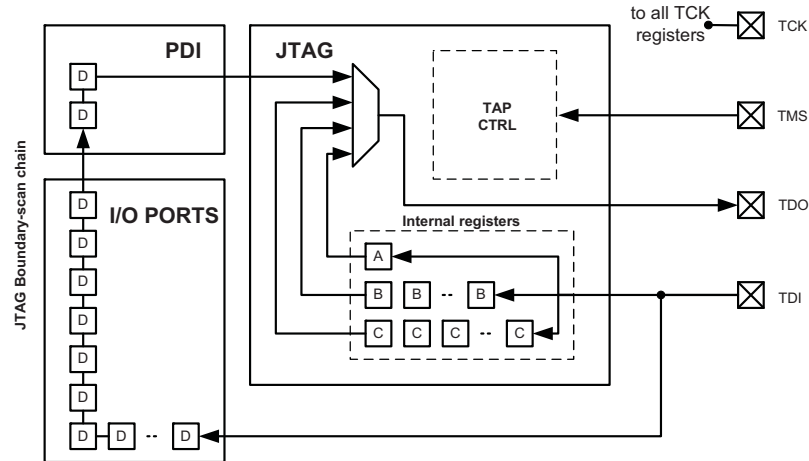 to all TCK
registers
TCK
PDI
JTAG
D
D
TAP
CTRL
TMS
JTAG Boundary-scan chain
I/O PORTS
D
D
D
D
D
D
D D -- D
TDO
Internal registers
A
B B -- B
C C C -- C
TDI